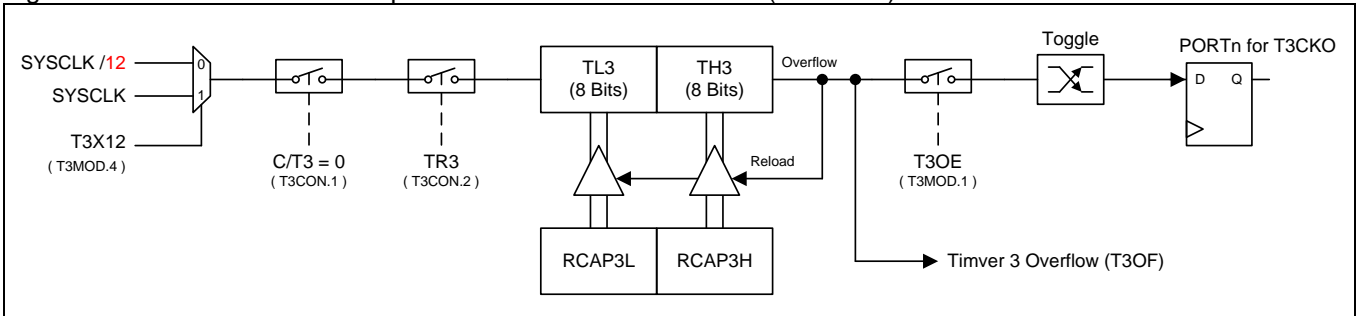 SYSCLK /12
SYSCLK
T3X12
( T3MOD.4 )
0
1
C/T3 = 0
( T3CON.1 )
TR3
( T3CON.2 )
TL3
(8 Bits)
TH3
(8 Bits)
Overflow
Reload
RCAP3L
RCAP3H
T3OE
( T3MOD.1 )
Toggle
PORTn for T3CKO
D Q
Timver 3 Overflow (T3OF)